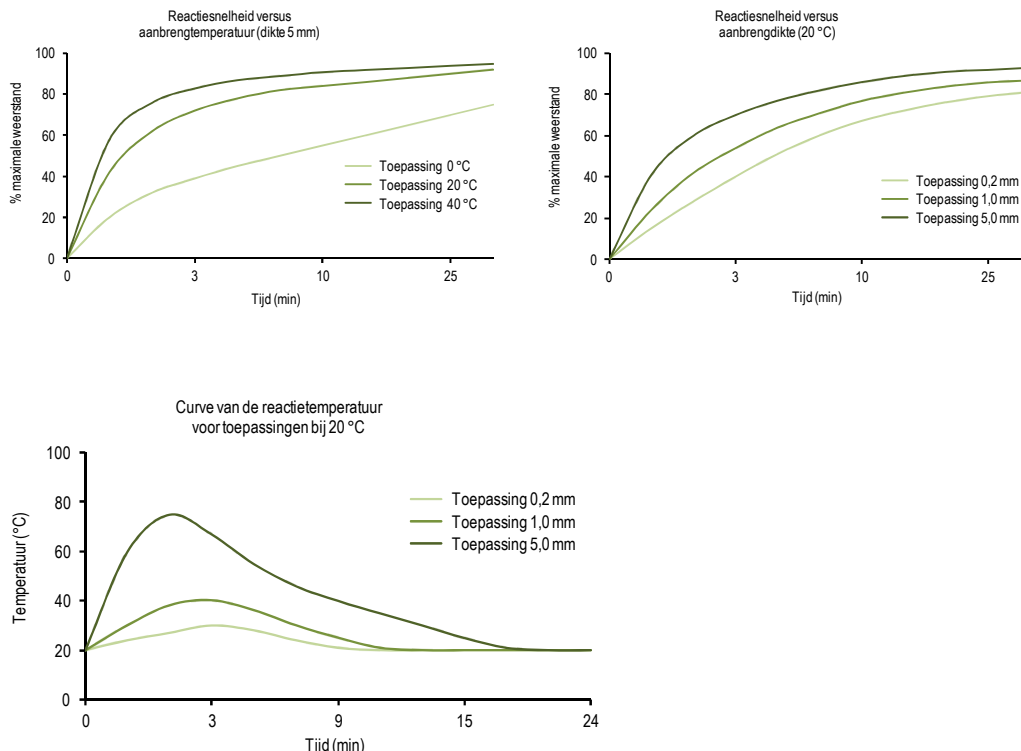 Reactiesnelheid versus
aanbrengtemperatuur (dikte 5 mm)
% maximale weerstand
100
80
60
40
20
0
Toepassing 0 °C
Toepassing 20 °C
Toepassing 40 °C
0 3 10 25
Tijd (min)
Reactiesnelheid versus
aanbrengdikte (20 °C)
% maximale weerstand
100
80
60
40
20
0
Toepassing 0,2 mm
Toepassing 1,0 mm
Toepassing 5,0 mm
0 3 10 25
Tijd (min)
Curve van de reactietemperatuur
voor toepassingen bij 20 °C
Temperatuur (°C)
100
80
60
40
20
0
Toepassing 0,2 mm
Toepassing 1,0 mm
Toepassing 5,0 mm
0 3 9 15 24
Tijd (min)